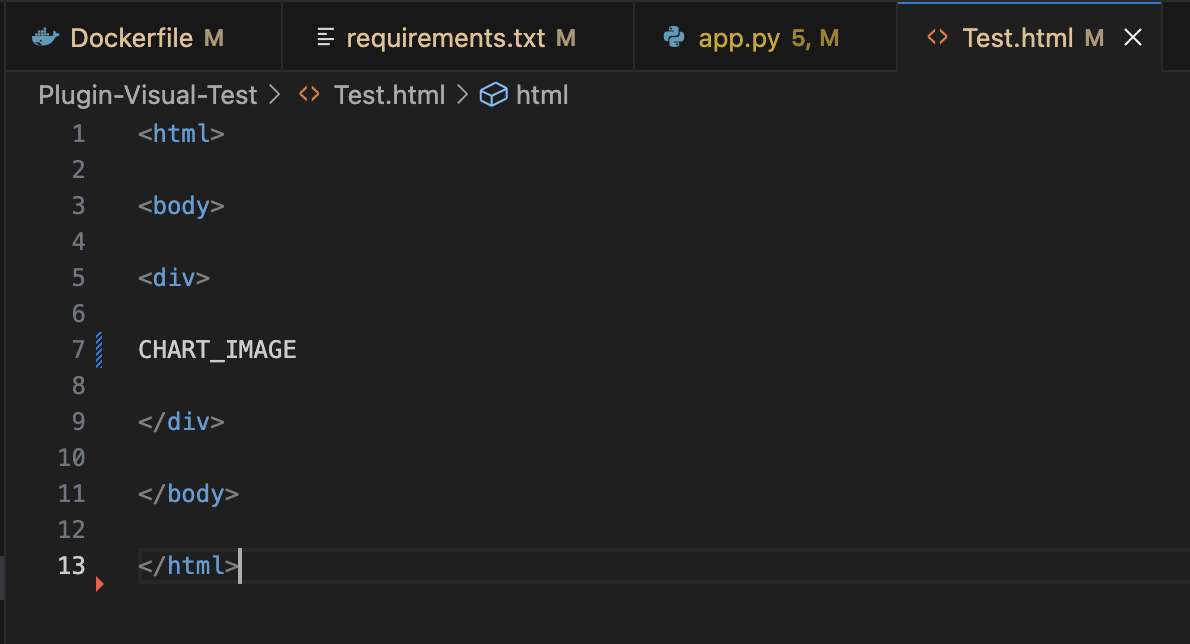 Dockerfile M requirements.txt M app.py 5, M Test.html M
Plugin-Visual-Test > Test.html > html
1 <html>
2
3 <body>
4
5 <div>
6
7 CHART_IMAGE
8
9 </div>
10
11 </body>
12
13 </html>